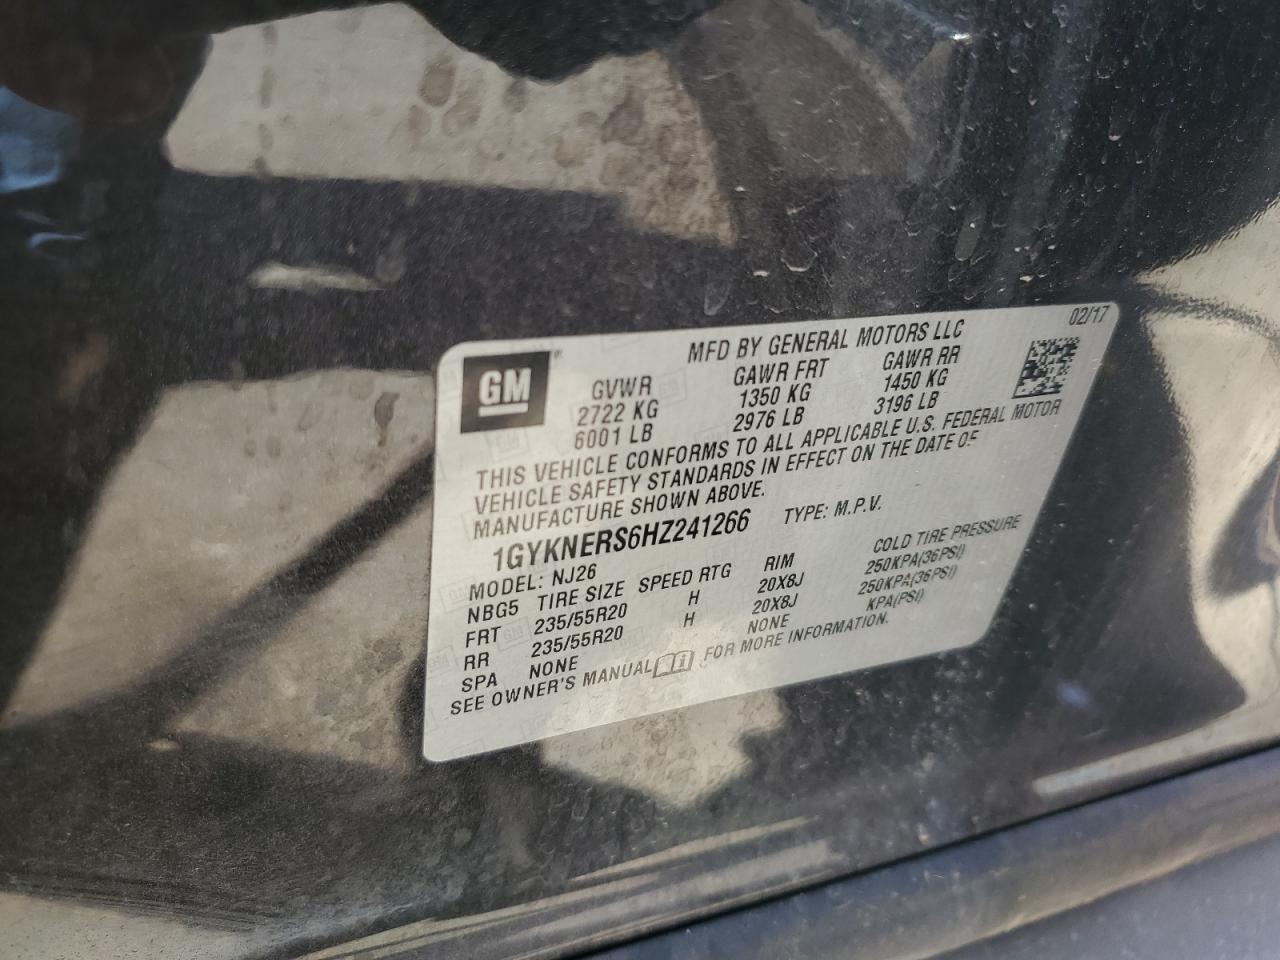 02/17
GM
MFD BY GENERAL MOTORS LLC
GVWR GAWR FRT GAWR RR
2722 KG 1350 KG 1450 KG
6001 LB 2976 LB 3196 LB
THIS VEHICLE CONFORMS TO ALL APPLICABLE U.S. FEDERAL MOTOR
VEHICLE SAFETY STANDARDS IN EFFECT ON THE DATE OF
MANUFACTURE SHOWN ABOVE.
1GYKNERS6HZ241266 TYPE: M.P.V.
MODEL: NJ26
NBG5 TIRE SIZE SPEED RTG RIM COLD TIRE PRESSURE
FRT 235/55R20 H 20X8J 250KPA(36PSI)
RR 235/55R20 H 20X8J 250KPA(36PSI)
SPA NONE NONE KPA(PSI)
SEE OWNER'S MANUAL FOR MORE INFORMATION.